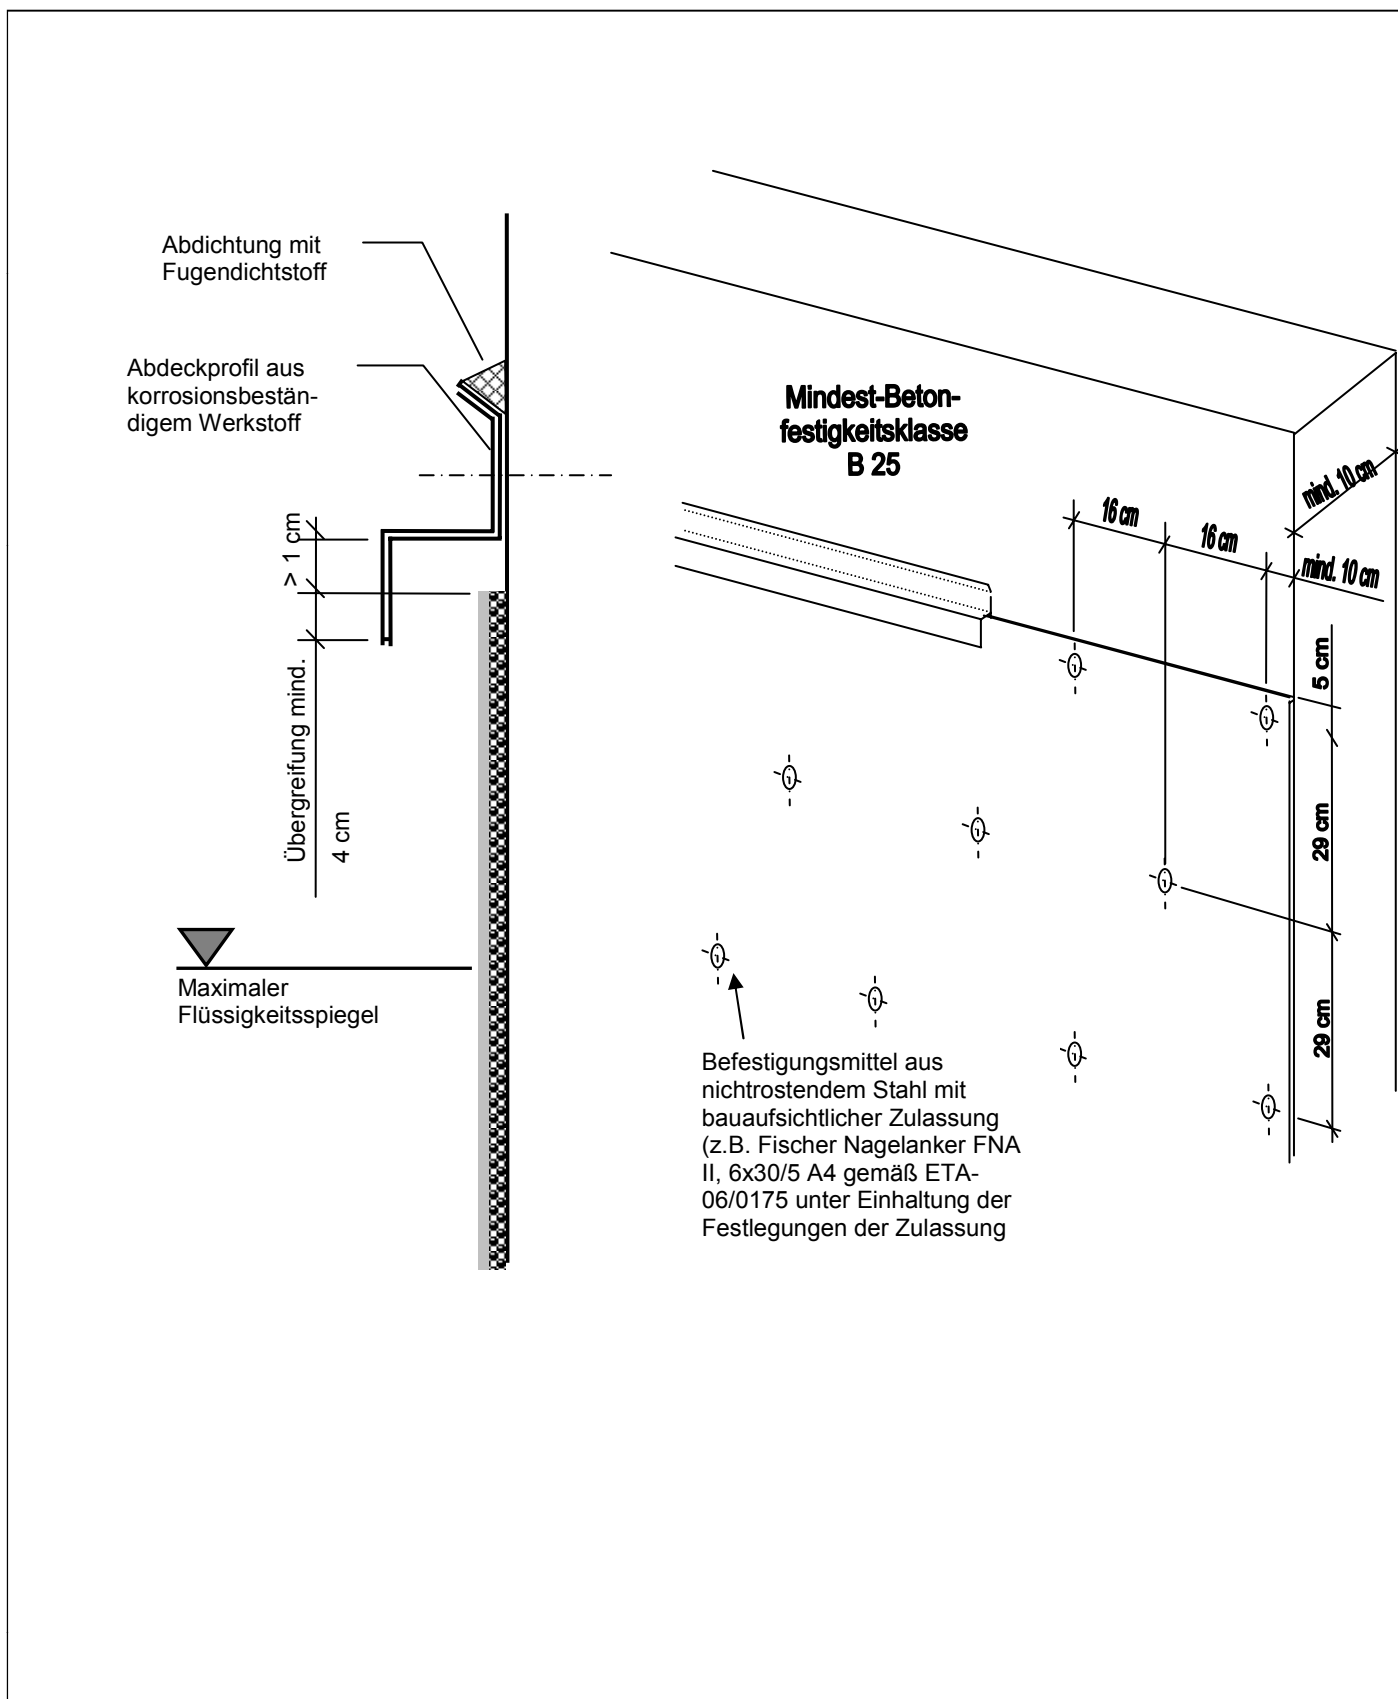 Abdichtung mit
Fugendichtstoff
Abdeckprofil aus
korrosionsbestän-
digem Werkstoff
> 1 cm
Übergreifung mind.
4 cm
Maximaler
Flüssigkeitsspiegel
Mindest-Beton-
festigkeitsklasse
B 25
16 cm
16 cm
mind. 10 cm
mind. 10 cm
5 cm
29 cm
29 cm
Befestigungsmittel aus
nichtrostendem Stahl mit
bauaufsichtlicher Zulassung
(z.B. Fischer Nagelanker FNA
II, 6x30/5 A4 gemäß ETA-
06/0175 unter Einhaltung der
Festlegungen der Zulassung